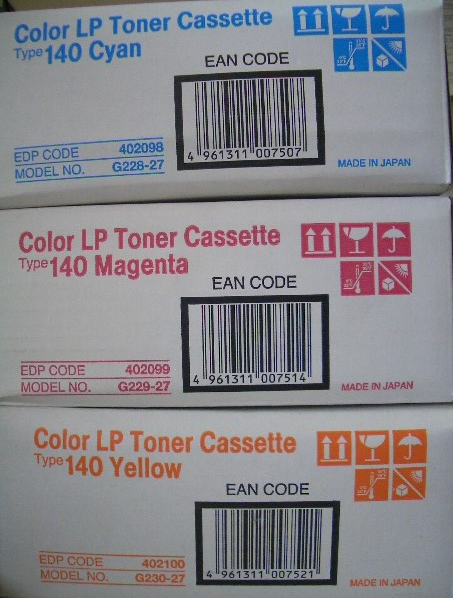 Color LP Toner Cassette
Type 140 Cyan
EAN CODE
4 961311 007507
EDP CODE 402098
MODEL NO. G228-27
MADE IN JAPAN
Color LP Toner Cassette
Type 140 Magenta
EAN CODE
4 961311 007514
EDP CODE 402099
MODEL NO. G229-27
MADE IN JAPAN
Color LP Toner Cassette
Type 140 Yellow
EAN CODE
4 961311 007521
EDP CODE 402100
MODEL NO. G230-27
MADE IN JAPAN